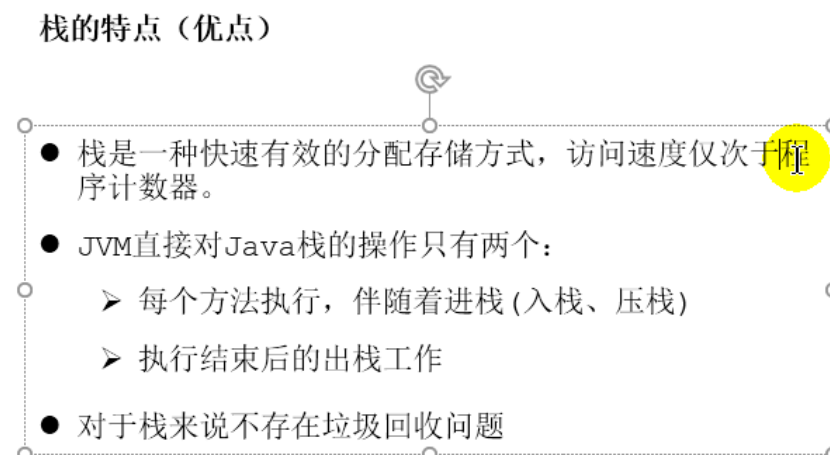 栈的特点（优点）
● 栈是一种快速有效的分配存储方式，访问速度仅次于程
序计数器。
● JVM直接对Java栈的操作只有两个：
➢ 每个方法执行，伴随着进栈(入栈、压栈)
➢ 执行结束后的出栈工作
● 对于栈来说不存在垃圾回收问题